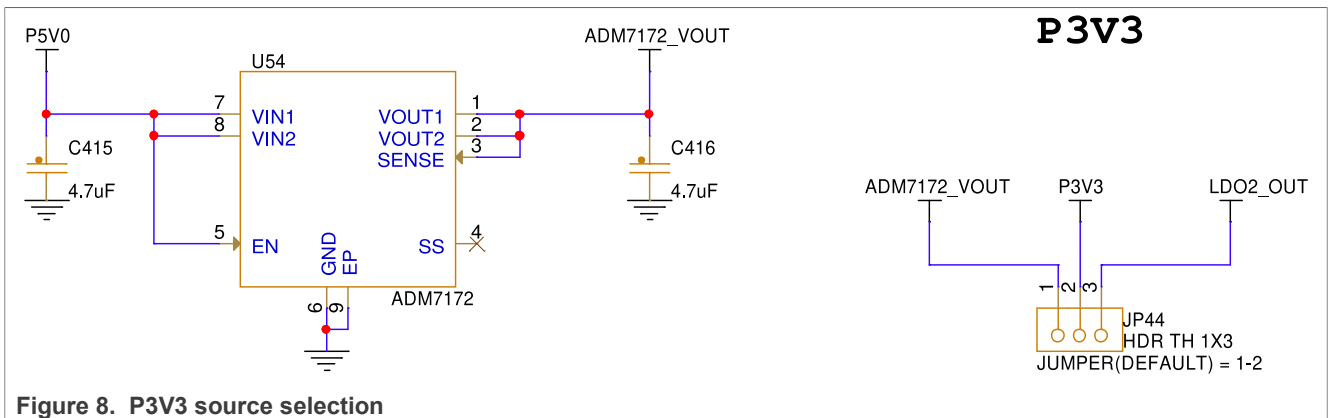 P3V3
P5V0
ADM7172_VOUT
U54
7
VIN1
VOUT1
1
8
VIN2
VOUT2
2
SENSE
3
C415
4.7uF
C416
4.7uF
5
EN
GND
EP
SS
4
6
9
ADM7172
ADM7172_VOUT
P3V3
LDO2_OUT
1
2
3
JP44
HDR TH 1X3
JUMPER(DEFAULT) = 1-2
Figure 8. P3V3 source selection